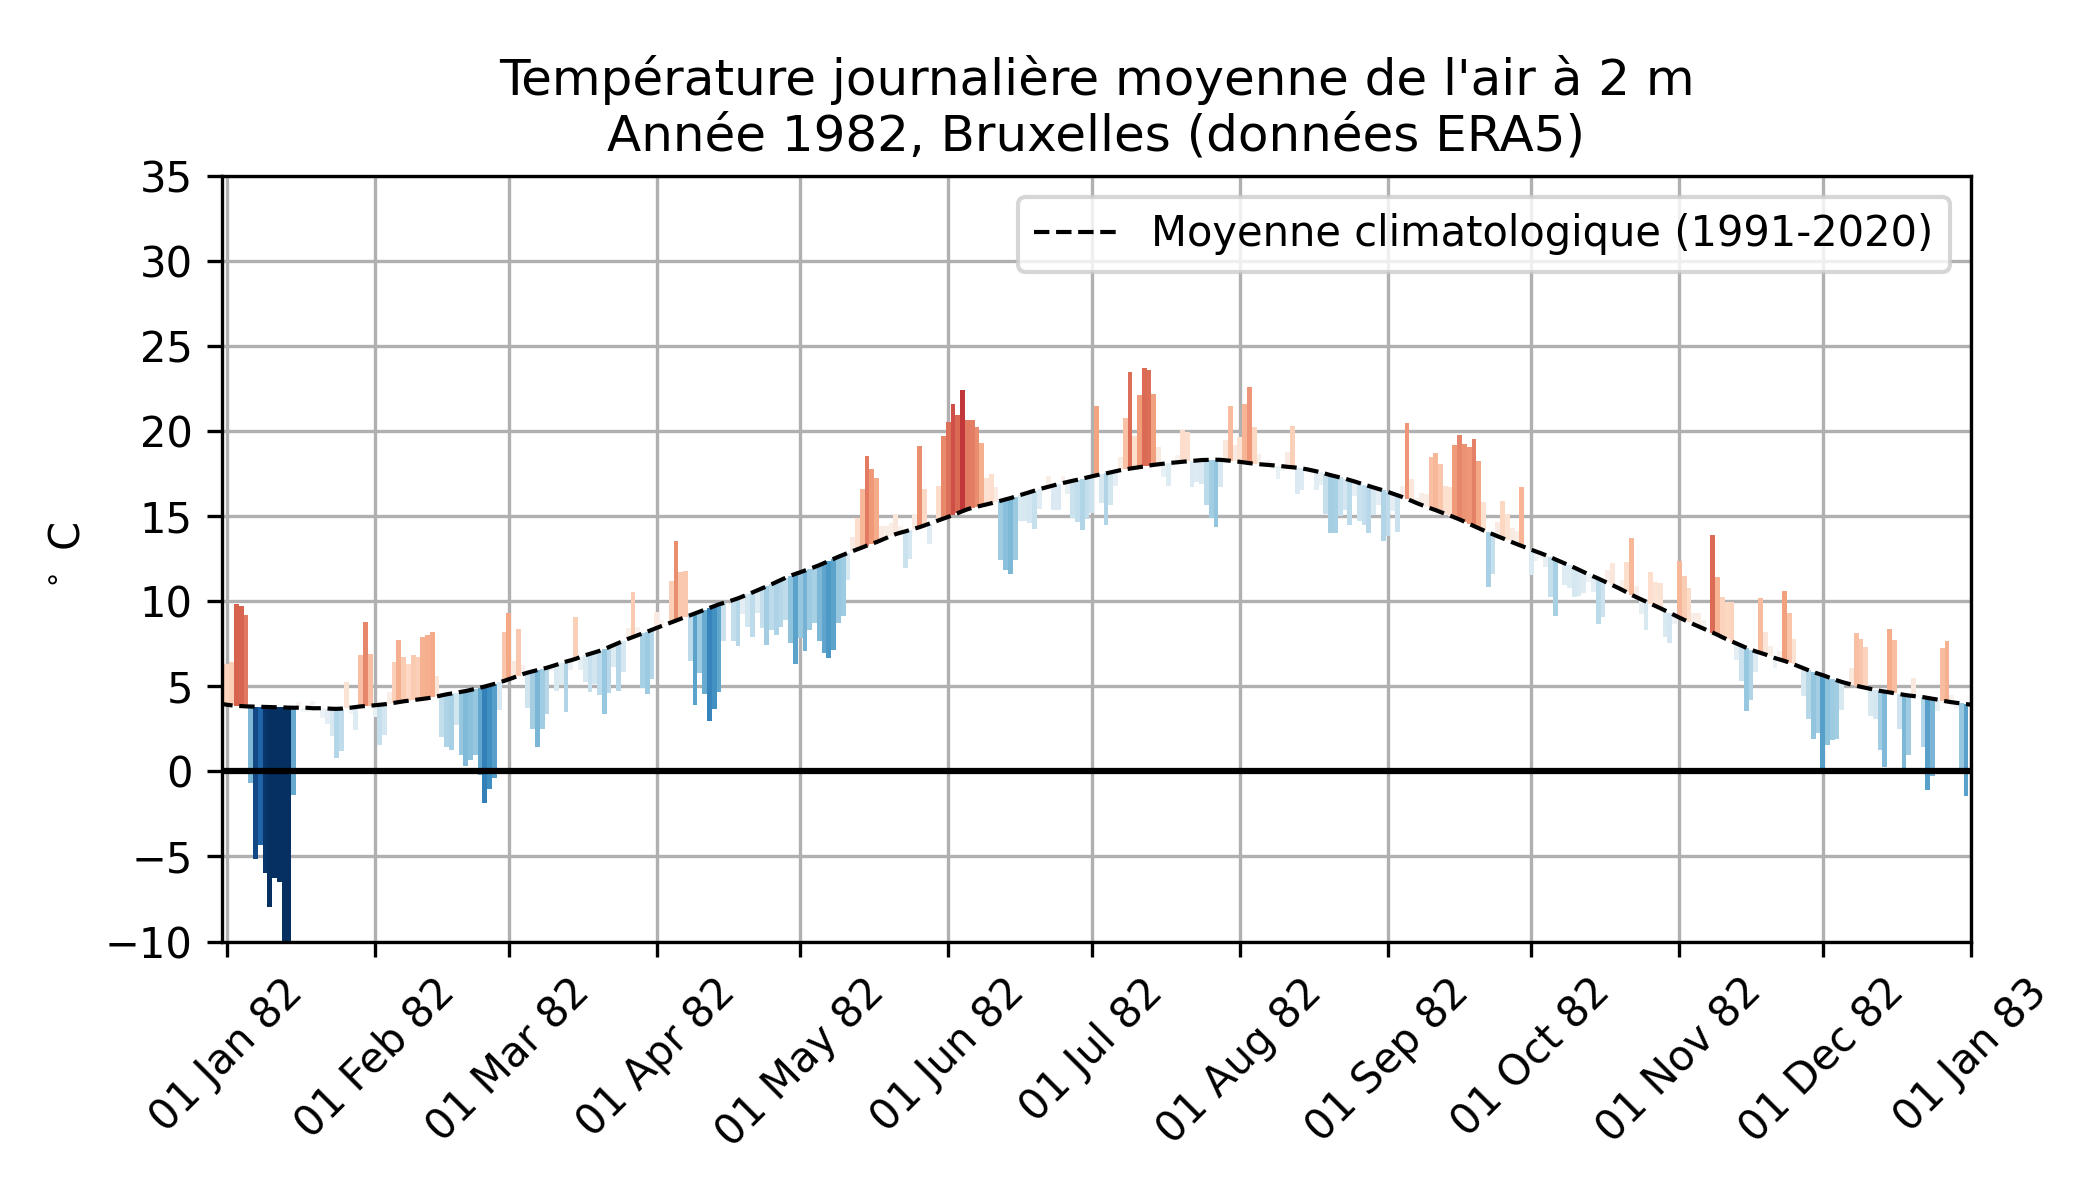 Température journalière moyenne de l'air à 2 m
Année 1982, Bruxelles (données ERA5)
Moyenne climatologique (1991-2020)
° C
35
30
25
20
15
10
5
0
−5
−10
01 Jan 82
01 Feb 82
01 Mar 82
01 Apr 82
01 May 82
01 Jun 82
01 Jul 82
01 Aug 82
01 Sep 82
01 Oct 82
01 Nov 82
01 Dec 82
01 Jan 83